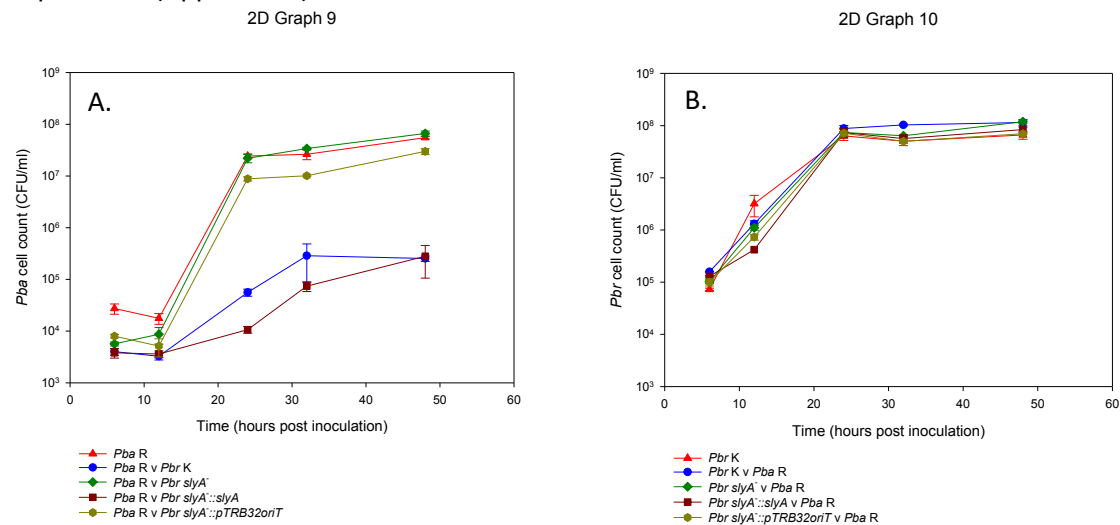 2D Graph 9
2D Graph 10
A.
Pba cell count (CFU/ml)
10⁹
10⁸
10⁷
10⁶
10⁵
10⁴
10³
0 10 20 30 40 50 60
Time (hours post inoculation)
Pba R
Pba R v Pbr K
Pba R v Pbr slyA⁻
Pba R v Pbr slyA⁻::slyA
Pba R v Pbr slyA⁻::pTRB32oriT
B.
Pbr cell count (CFU/ml)
10⁹
10⁸
10⁷
10⁶
10⁵
10⁴
10³
0 10 20 30 40 50 60
Time (hours post inoculation)
Pbr K
Pbr K v Pba R
Pbr slyA⁻ v Pba R
Pbr slyA⁻::slyA v Pba R
Pbr slyA⁻::pTRB32oriT v Pba R